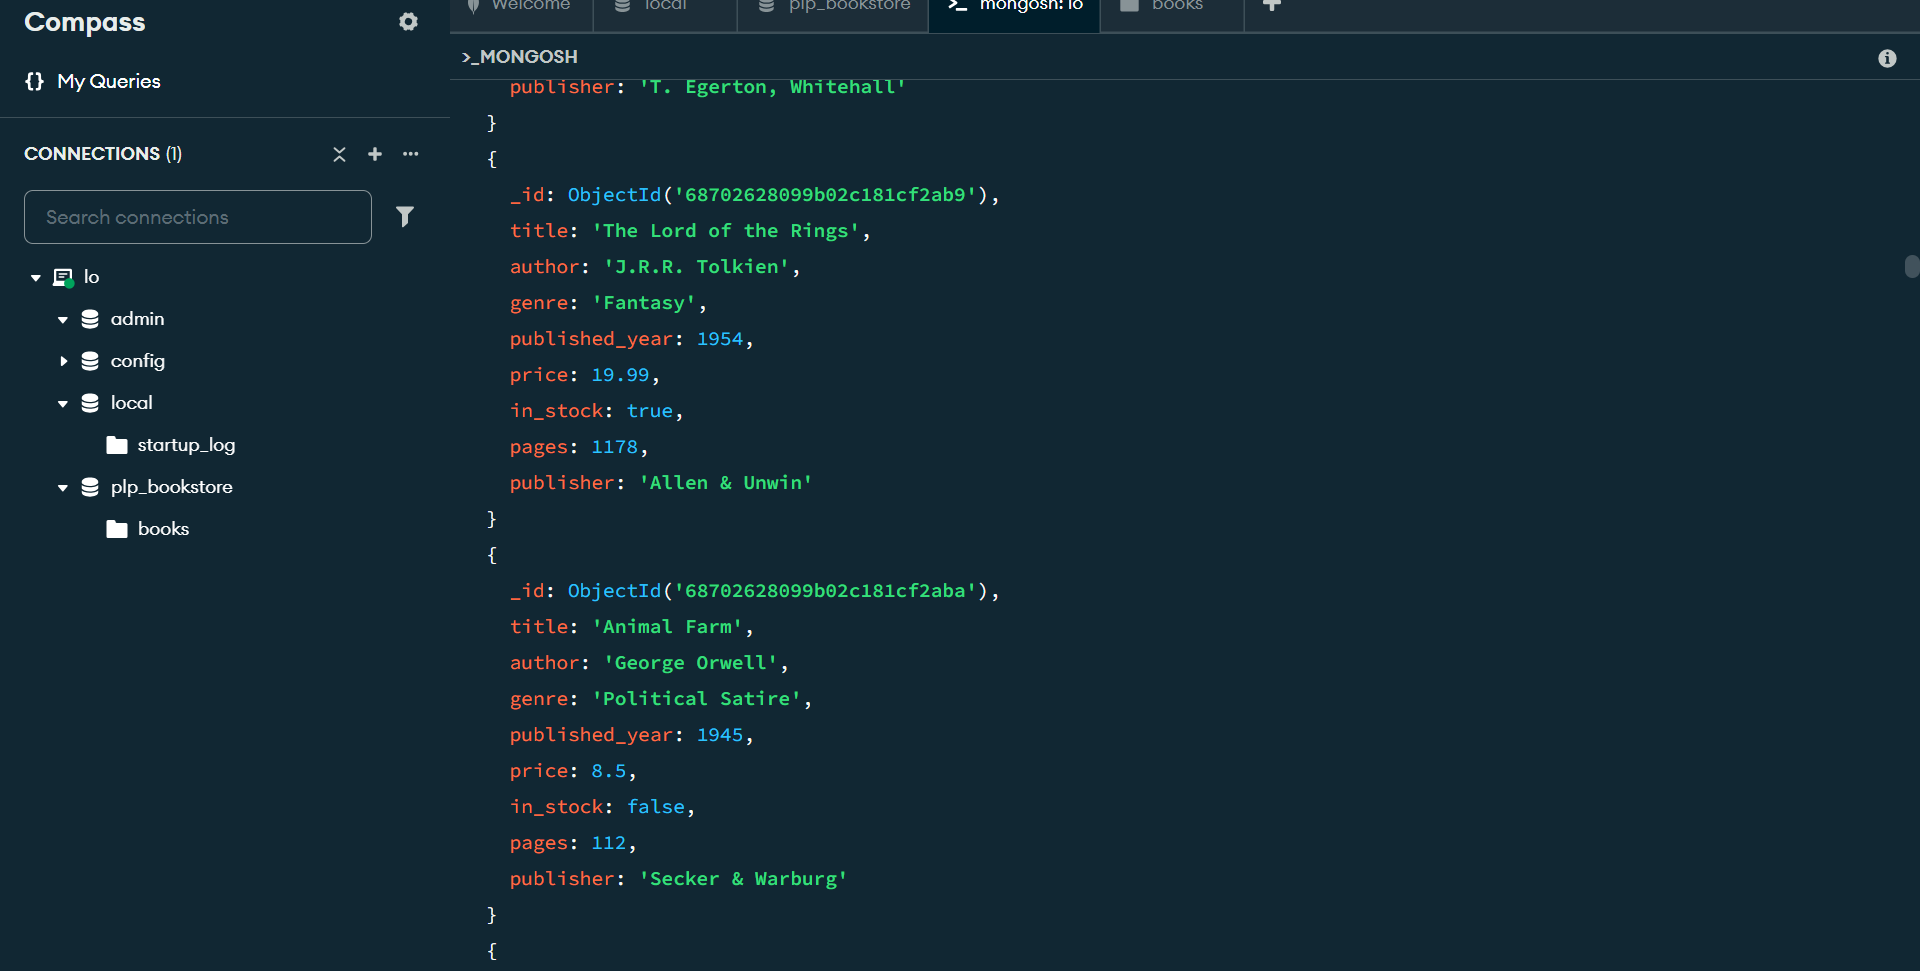 Compass
My Queries
CONNECTIONS (1)
Search connections
lo
admin
config
local
startup_log
plp_bookstore
books
Welcome
local
plp_bookstore
mongosh: lo
books
>_MONGOSH
publisher: 'T. Egerton, Whitehall'
}
{
_id: ObjectId('68702628099b02c181cf2ab9'),
title: 'The Lord of the Rings',
author: 'J.R.R. Tolkien',
genre: 'Fantasy',
published_year: 1954,
price: 19.99,
in_stock: true,
pages: 1178,
publisher: 'Allen & Unwin'
}
{
_id: ObjectId('68702628099b02c181cf2aba'),
title: 'Animal Farm',
author: 'George Orwell',
genre: 'Political Satire',
published_year: 1945,
price: 8.5,
in_stock: false,
pages: 112,
publisher: 'Secker & Warburg'
}
{